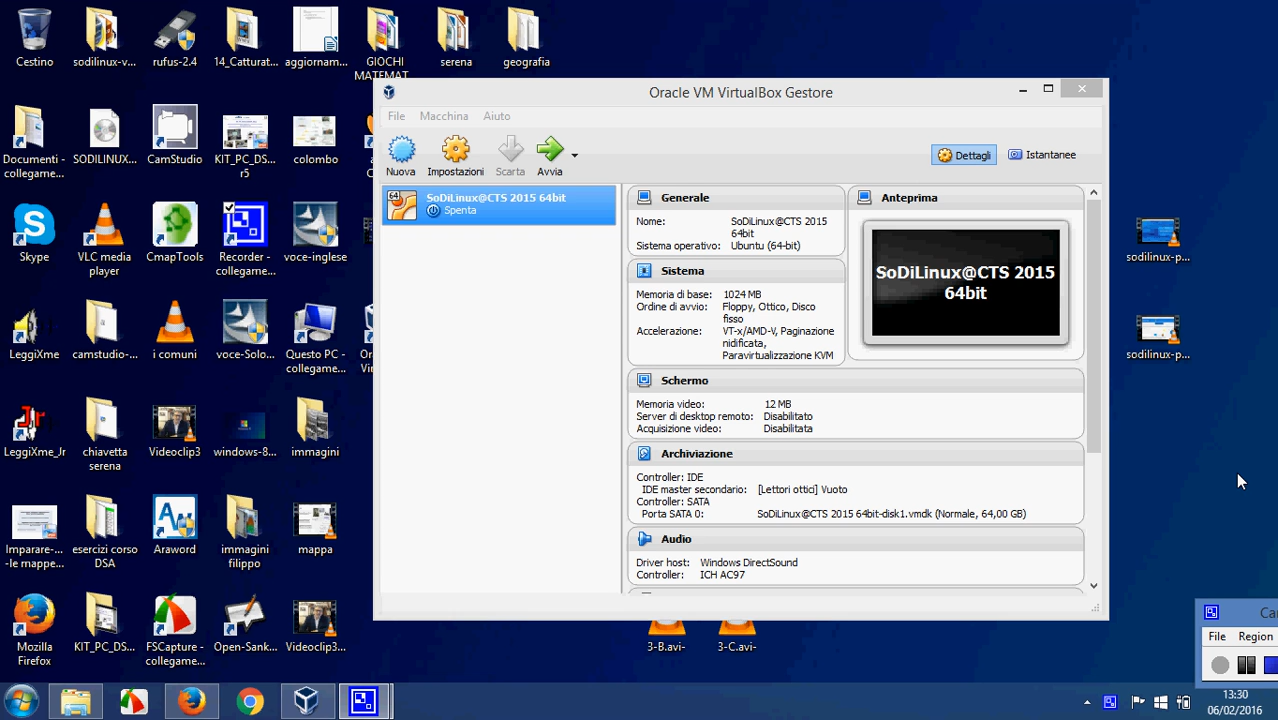 Cestino
sodilinux-v...
rufus-2.4
14_Catturat...
aggiornam...
GIOCHI
MATEMAT
serena
geografia
Oracle VM VirtualBox Gestore
File Macchina Aiuto
Nuova Impostazioni Scarta Avvia
Dettagli Istantanee
Documenti -
collegame...
SODILINUX...
CamStudio
KIT_PC_DS...
r5
colombo
64
SoDiLinux@CTS 2015 64bit
Spenta
Generale
Nome: SoDiLinux@CTS 2015
64bit
Sistema operativo: Ubuntu (64-bit)
Anteprima
SoDiLinux@CTS 2015
64bit
Sistema
Memoria di base: 1024 MB
Ordine di avvio: Floppy, Ottico, Disco
fisso
Accelerazione: VT-x/AMD-V, Paginazione
nidificata,
Paravirtualizzazione KVM
Schermo
Memoria video: 12 MB
Server di desktop remoto: Disabilitato
Acquisizione video: Disabilitata
Archiviazione
Controller: IDE
IDE master secondario: [Lettori ottici] Vuoto
Controller: SATA
Porta SATA 0: SoDiLinux@CTS 2015 64bit-disk1.vmdk (Normale, 64,00 GB)
Audio
Driver host: Windows DirectSound
Controller: ICH AC97
Skype
VLC media
player
CmapTools
Recorder -
collegame...
voce-inglese
sodilinux-p...
LeggiXme
camstudio-...
i comuni
voce-Solo...
Questo PC -
collegame...
sodilinux-p...
Jr
LeggiXme_Jr
chiavetta
serena
Videoclip3
windows-8...
immagini
Imparare-...
-le mappe...
esercizi corso
DSA
Araword
immagini
filippo
mappa
Mozilla
Firefox
KIT_PC_DS...
FSCapture -
collegame...
Open-Sank...
Videoclip3...
3-B.avi-
3-C.avi-
File Region
13:30
06/02/2016